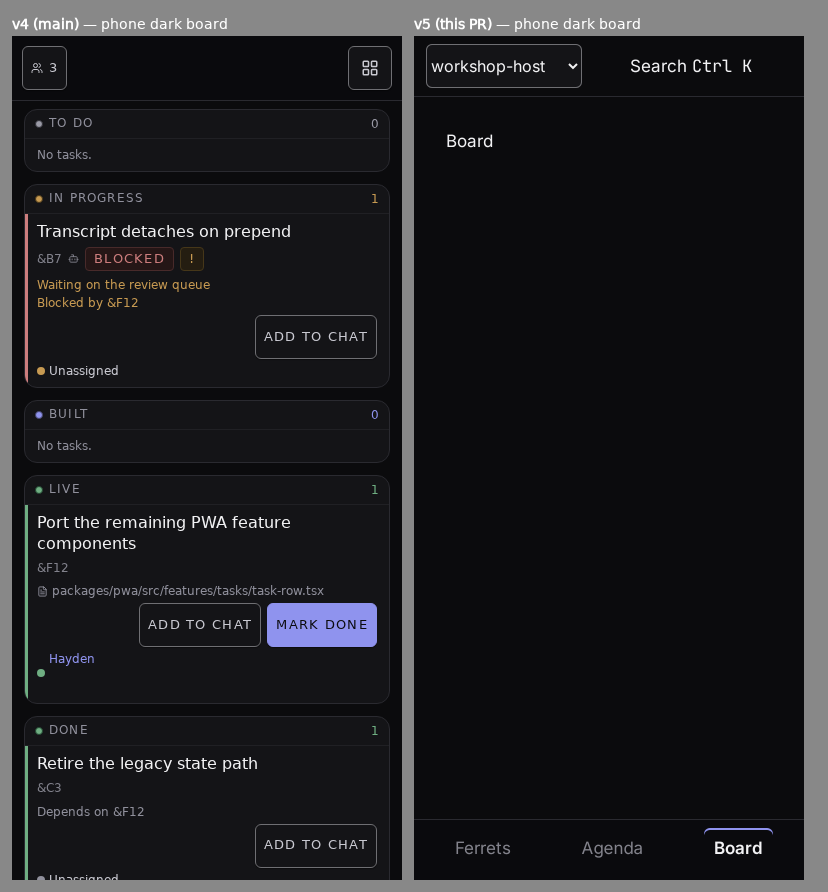 v4 (main) — phone dark board
3
TO DO 0
No tasks.
IN PROGRESS 1
Transcript detaches on prepend
&B7 BLOCKED !
Waiting on the review queue
Blocked by &F12
ADD TO CHAT
Unassigned
BUILT 0
No tasks.
LIVE 1
Port the remaining PWA feature
components
&F12
packages/pwa/src/features/tasks/task-row.tsx
ADD TO CHAT MARK DONE
Hayden
DONE 1
Retire the legacy state path
&C3
Depends on &F12
ADD TO CHAT
Unassigned
v5 (this PR) — phone dark board
workshop-host Search Ctrl K
Board
Ferrets Agenda Board